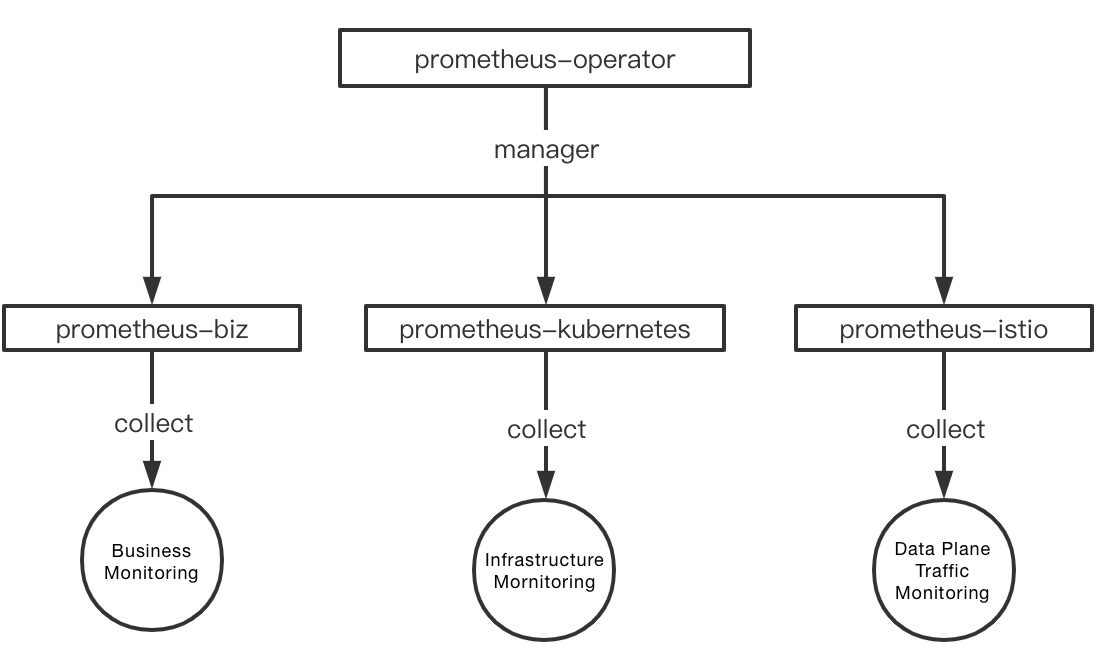 prometheus-operator
manager
prometheus-biz
prometheus-kubernetes
prometheus-istio
collect
collect
collect
Business
Monitoring
Infrastructure
Mornitoring
Data Plane
Traffic
Monitoring